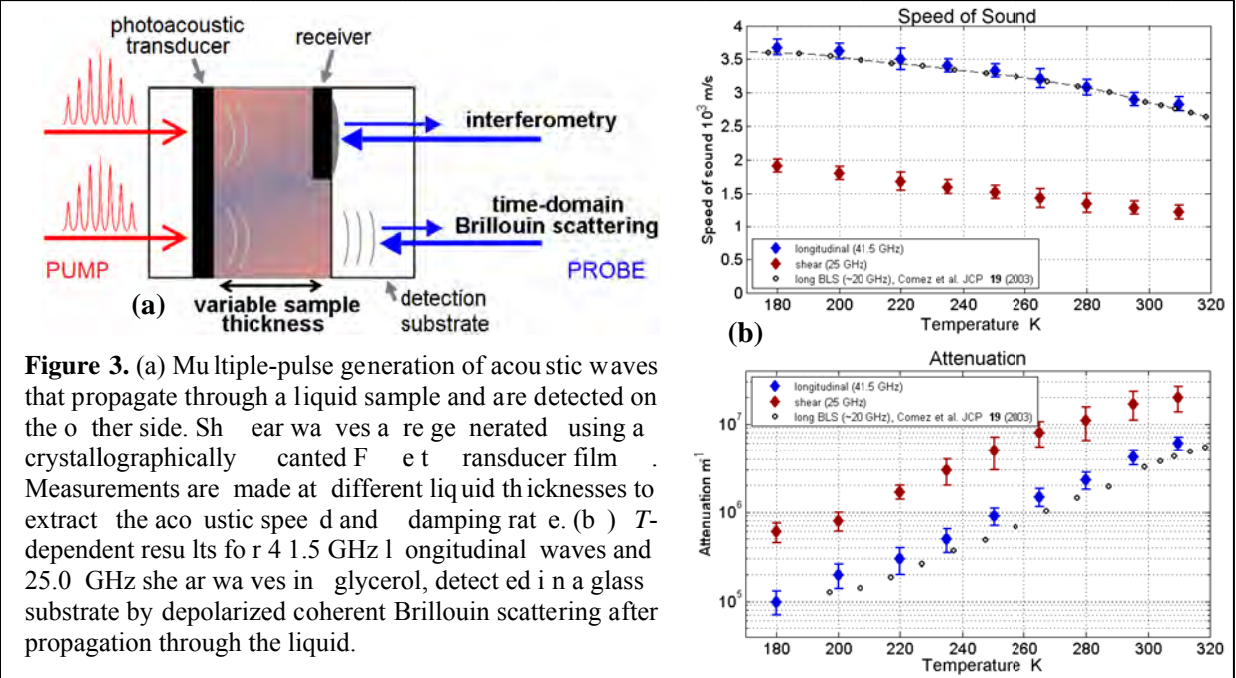 photoacoustic
transducer
receiver
interferometry
time-domain
Brillouin scattering
PUMP
PROBE
(a)
variable sample
thickness
detection
substrate
Figure 3. (a) Mu ltiple-pulse generation of acou stic waves
that propagate through a liquid sample and are detected on
the o ther side. Sh ear wa ves a re ge nerated using a
crystallographically canted F e t ransducer film .
Measurements are made at different liq uid th icknesses to
extract the aco ustic spee d and damping rat e. (b ) T-
dependent resu lts fo r 4 1.5 GHz l ongitudinal waves and
25.0 GHz she ar wa ves in glycerol, detect ed i n a glass
substrate by depolarized coherent Brillouin scattering after
propagation through the liquid.
(b)
Speed of Sound
Speed of sound 10³ m/s
4
3.5
3
2.5
2
1.5
1
0.5
0
longitudinal (41.5 GHz)
shear (25 GHz)
long BLS (~20 GHz), Comez et al. JCP 19 (2003)
180 200 220 240 260 280 300 320
Temperature K
Attenuation
Attenuation m⁻¹
10⁷
10⁶
10⁵
longitudinal (41.5 GHz)
shear (25 GHz)
long BLS (~20 GHz), Comez et al. JCP 19 (2003)
180 200 220 240 260 280 300 320
Temperature K